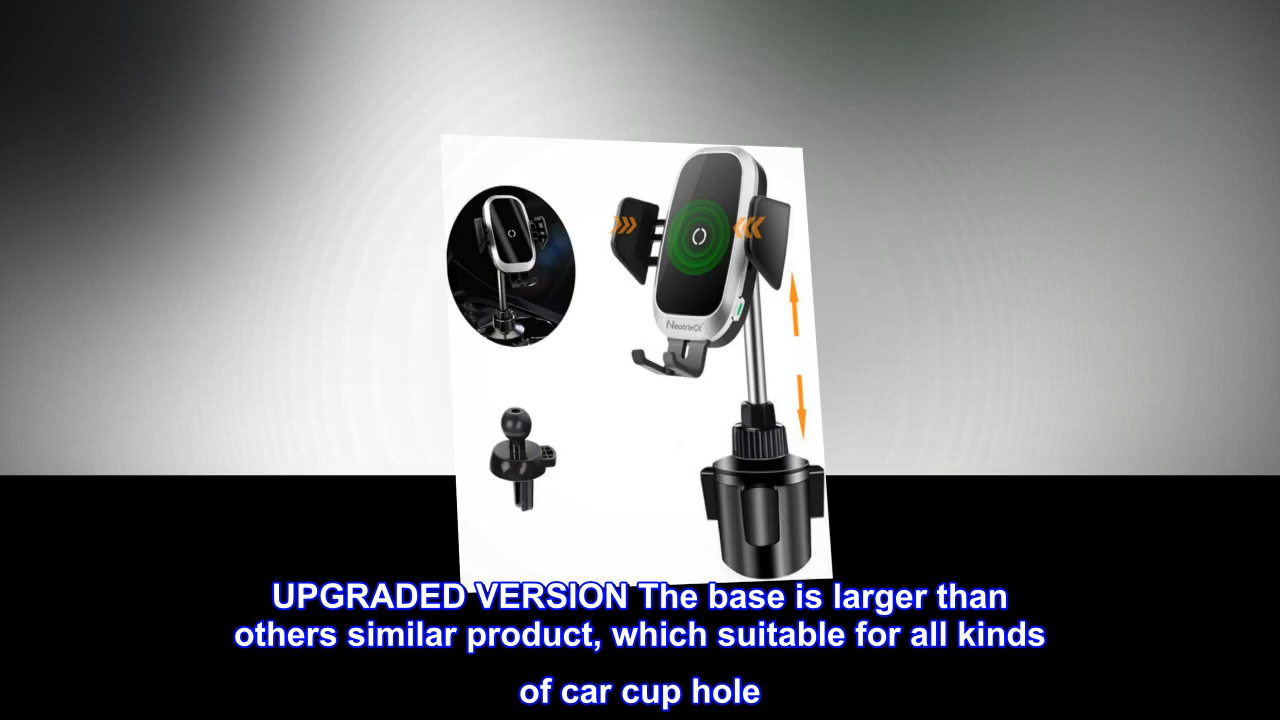 NeotrixQI
UPGRADED VERSION The base is larger than
others similar product, which suitable for all kinds
of car cup hole